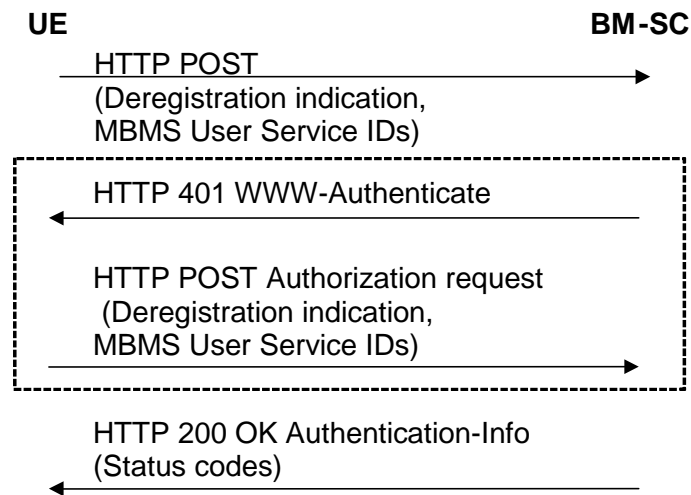 UE BM-SC
HTTP POST
(Deregistration indication,
MBMS User Service IDs)
HTTP 401 WWW-Authenticate
HTTP POST Authorization request
(Deregistration indication,
MBMS User Service IDs)
HTTP 200 OK Authentication-Info
(Status codes)